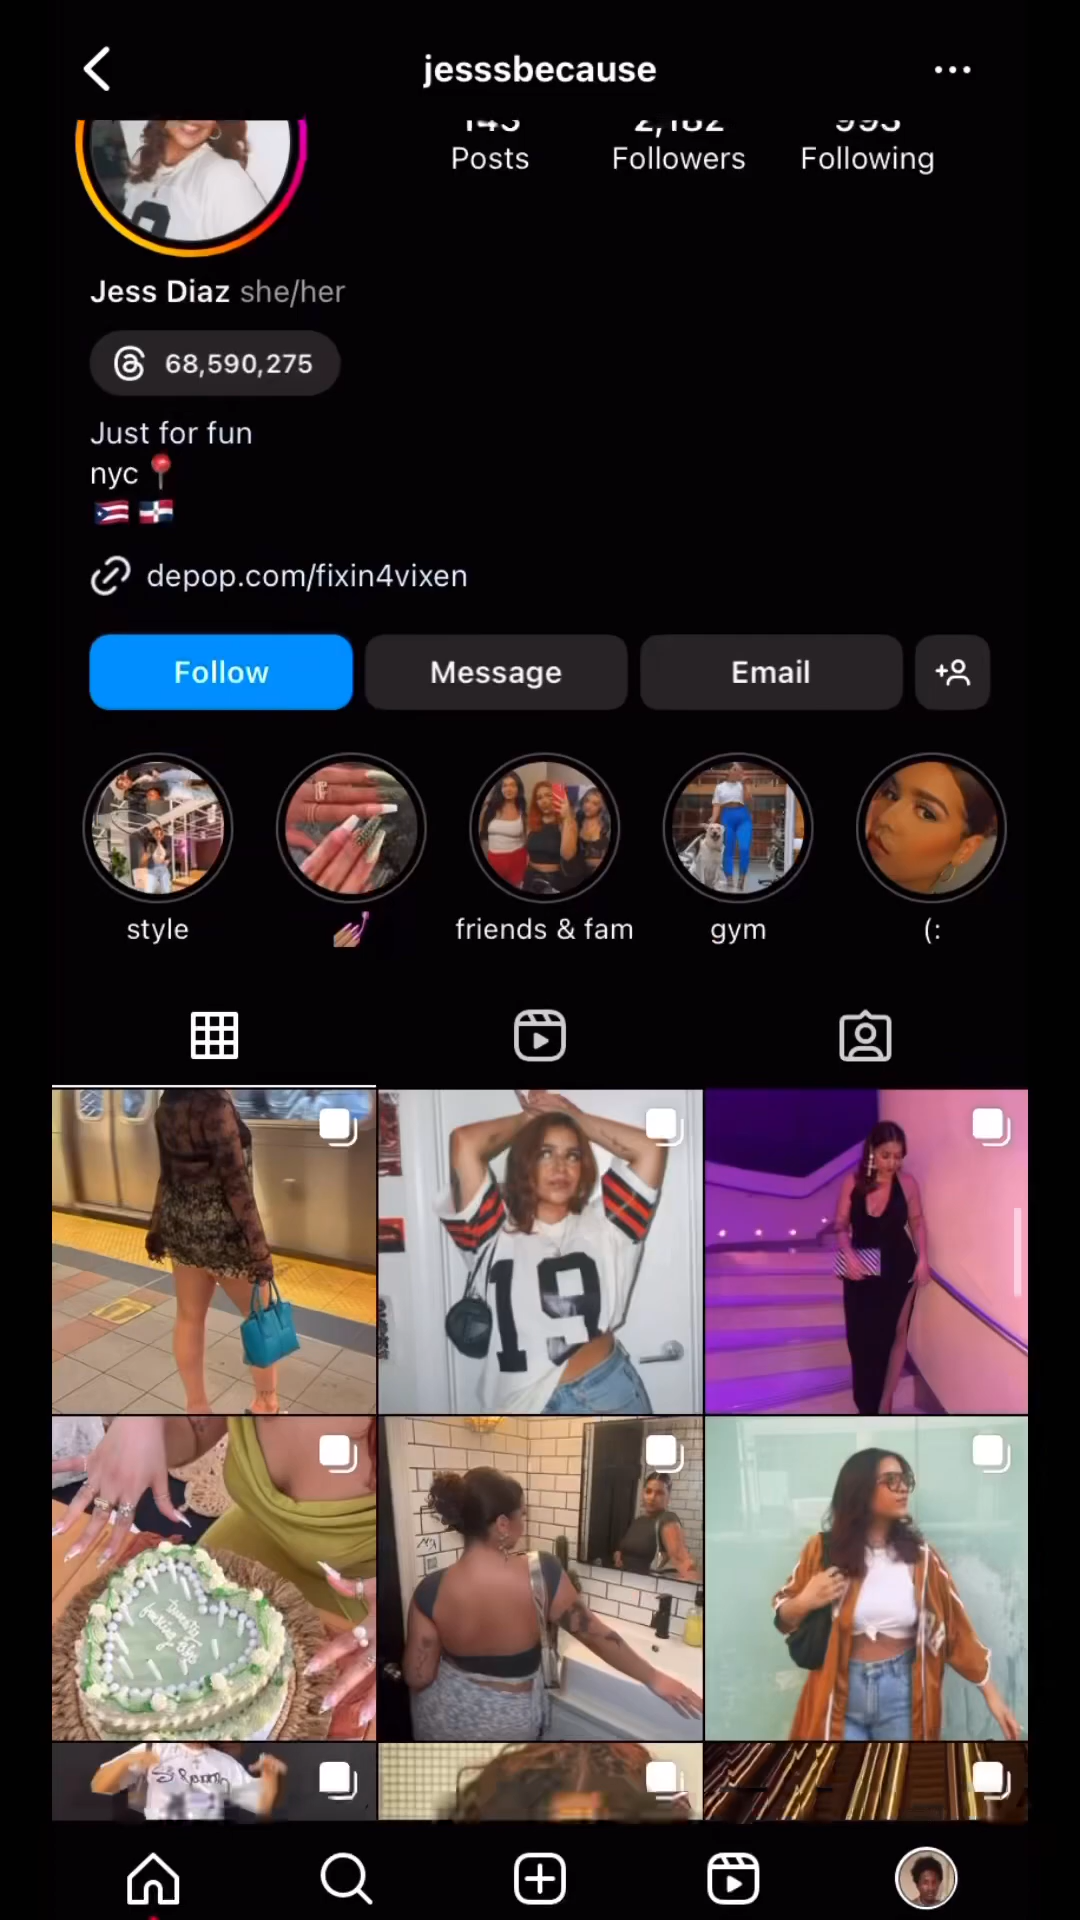 jesssbecause
Posts
Followers
Following
Jess Diaz she/her
68,590,275
Just for fun
nyc
depop.com/fixin4vixen
Follow
Message
Email
style
friends & fam
gym
(:
19